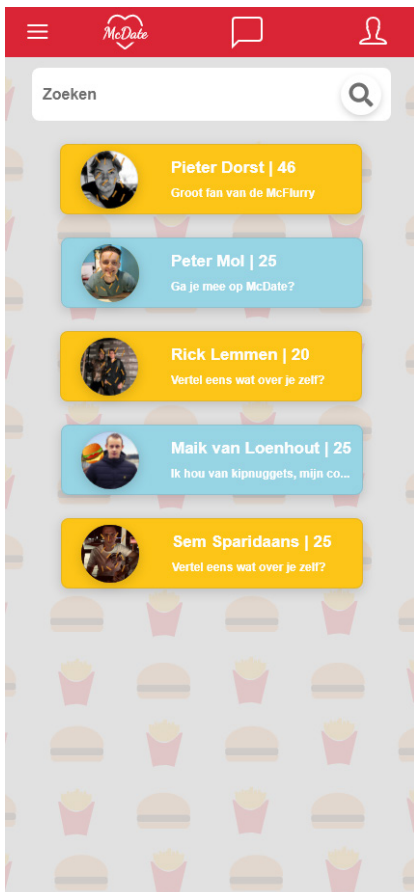 McDate
Zoeken
Pieter Dorst | 46
Groot fan van de McFlurry
Peter Mol | 25
Ga je mee op McDate?
Rick Lemmen | 20
Vertel eens wat over je zelf?
Maik van Loenhout | 25
Ik hou van kipnuggets, mijn co...
Sem Sparidaans | 25
Vertel eens wat over je zelf?